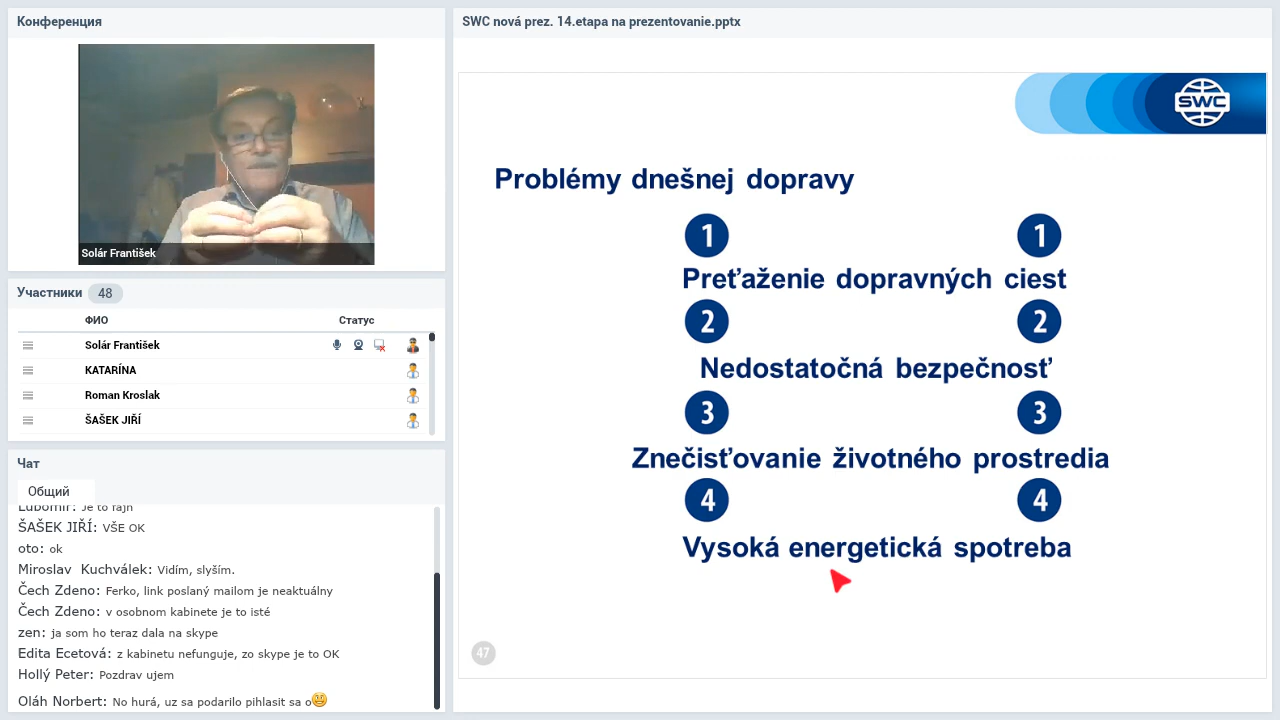 Конференция
Solár František
Участники 48
ФИО Статус
Solár František
KATARÍNA
Roman Kroslak
ŠAŠEK JIŘÍ
Чат
Общий
Lubomir: Je to fajn
ŠAŠEK JIŘÍ: VŠE OK
oto: ok
Miroslav Kuchválek: Vidím, slyším.
Čech Zdeno: Ferko, link poslaný mailom je neaktuálny
Čech Zdeno: v osobnom kabinete je to isté
zen: ja som ho teraz dala na skype
Edita Ecetová: z kabinetu nefunguje, zo skype je to OK
Hollý Peter: Pozdrav ujem
Oláh Norbert: No hurá, uz sa podarilo pihlasit sa o
SWC nová prez. 14.etapa na prezentovanie.pptx
SWC
Problémy dnešnej dopravy
1 1
Preťaženie dopravných ciest
2 2
Nedostatočná bezpečnosť
3 3
Znečisťovanie životného prostredia
4 4
Vysoká energetická spotreba
47